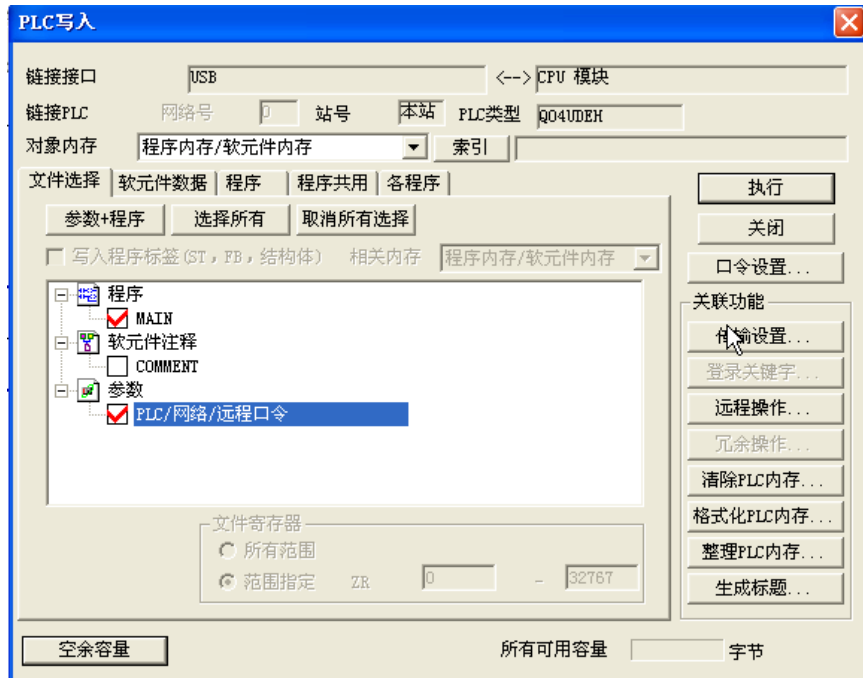 PLC写入
链接接口 USB <--> CPU 模块
链接PLC 网络号 0 站号 本站 PLC类型 Q04UDEH
对象内存 程序内存/软元件内存 索引
文件选择 软元件数据 程序 程序共用 各程序
执行
参数+程序 选择所有 取消所有选择
关闭
写入程序标签(ST,FB,结构体) 相关内存 程序内存/软元件内存
口令设置...
程序
关联功能
MAIN
传输设置...
软元件注释
COMMENT
登录关键字...
参数
PLC/网络/远程口令
远程操作...
冗余操作...
清除PLC内存...
文件寄存器
格式化PLC内存...
所有范围
整理PLC内存...
范围指定 ZR 0 - 32767
生成标题...
空余容量 所有可用容量 字节